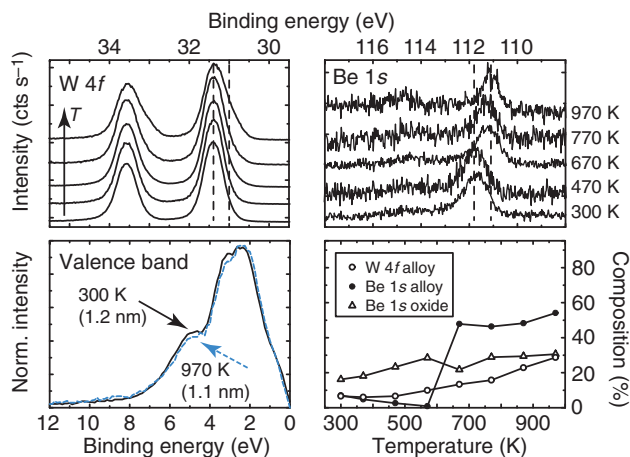 Binding energy (eV)
34 32 30 116 114 112 110
W 4f
Be 1s
Intensity (cts s⁻¹)
T
970 K
770 K
670 K
470 K
300 K
Valence band
Norm. intensity
300 K
(1.2 nm)
970 K
(1.1 nm)
W 4f alloy
Be 1s alloy
Be 1s oxide
80
60
40
20
0
Composition (%)
12 10 8 6 4 2 0 300 500 700 900
Binding energy (eV) Temperature (K)